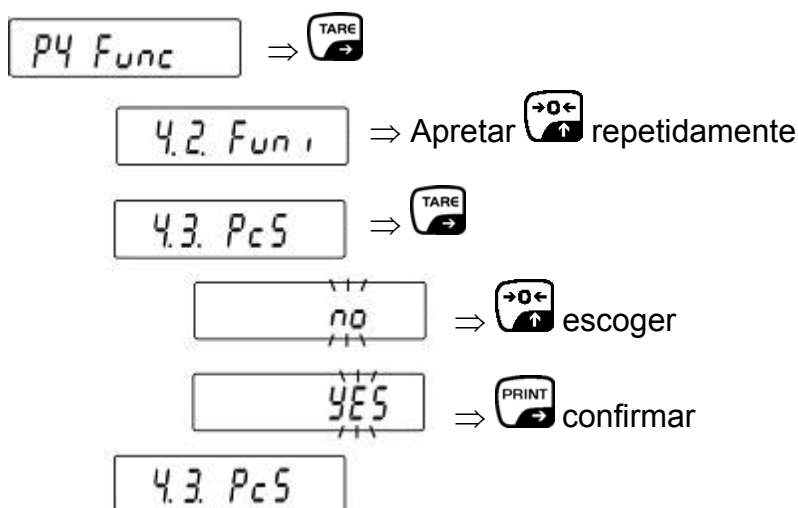 P4 Func ⇒ TARE
4.2. Fun i ⇒ Apretar →0← repetidamente
4.3. PcS ⇒ TARE
no ⇒ →0← escoger
YES ⇒ PRINT confirmar
4.3. PcS